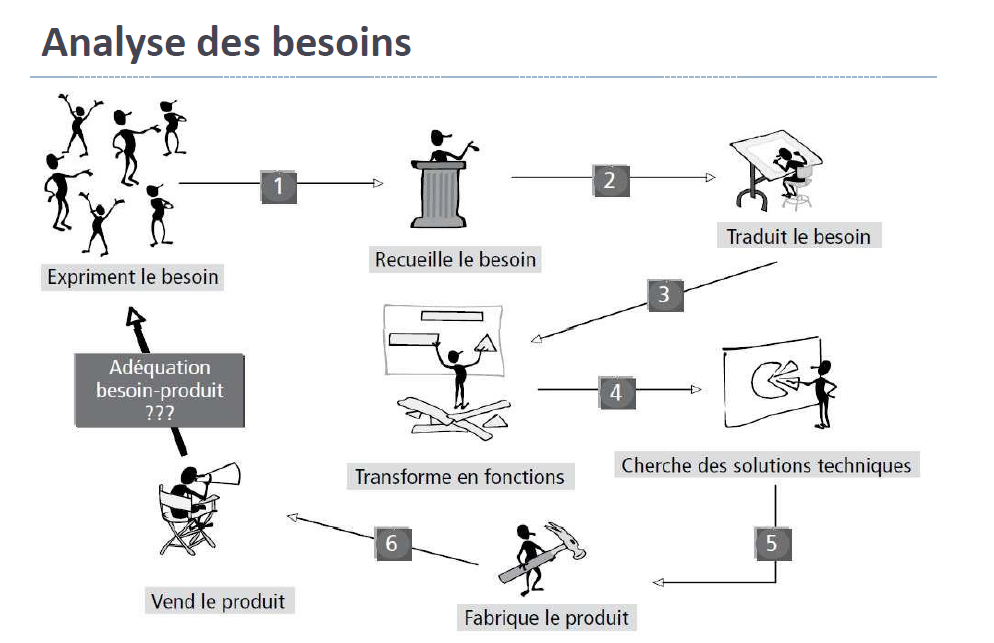 Analyse des besoins
1
2
Expriment le besoin
Recueille le besoin
Traduit le besoin
3
Adéquation
besoin-produit
???
4
Transforme en fonctions
Cherche des solutions techniques
5
6
Vend le produit
Fabrique le produit